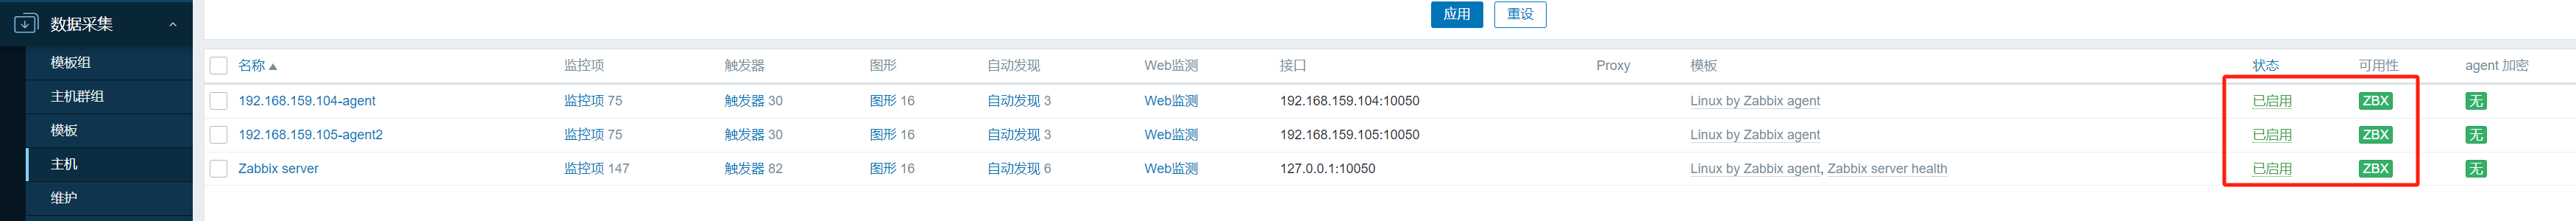 数据采集
模板组
主机群组
模板
主机
维护
应用 重设
名称 监控项 触发器 图形 自动发现 Web监测 接口 Proxy 模板 状态 可用性 agent 加密
192.168.159.104-agent 监控项 75 触发器 30 图形 16 自动发现 3 Web监测 192.168.159.104:10050 Linux by Zabbix agent 已启用 ZBX 无
192.168.159.105-agent2 监控项 75 触发器 30 图形 16 自动发现 3 Web监测 192.168.159.105:10050 Linux by Zabbix agent 已启用 ZBX 无
Zabbix server 监控项 147 触发器 82 图形 16 自动发现 6 Web监测 127.0.0.1:10050 Linux by Zabbix agent, Zabbix server health 已启用 ZBX 无